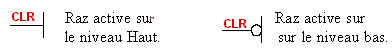 CLR
Raz active sur
le niveau Haut.
CLR
Raz active sur
sur le niveau bas.